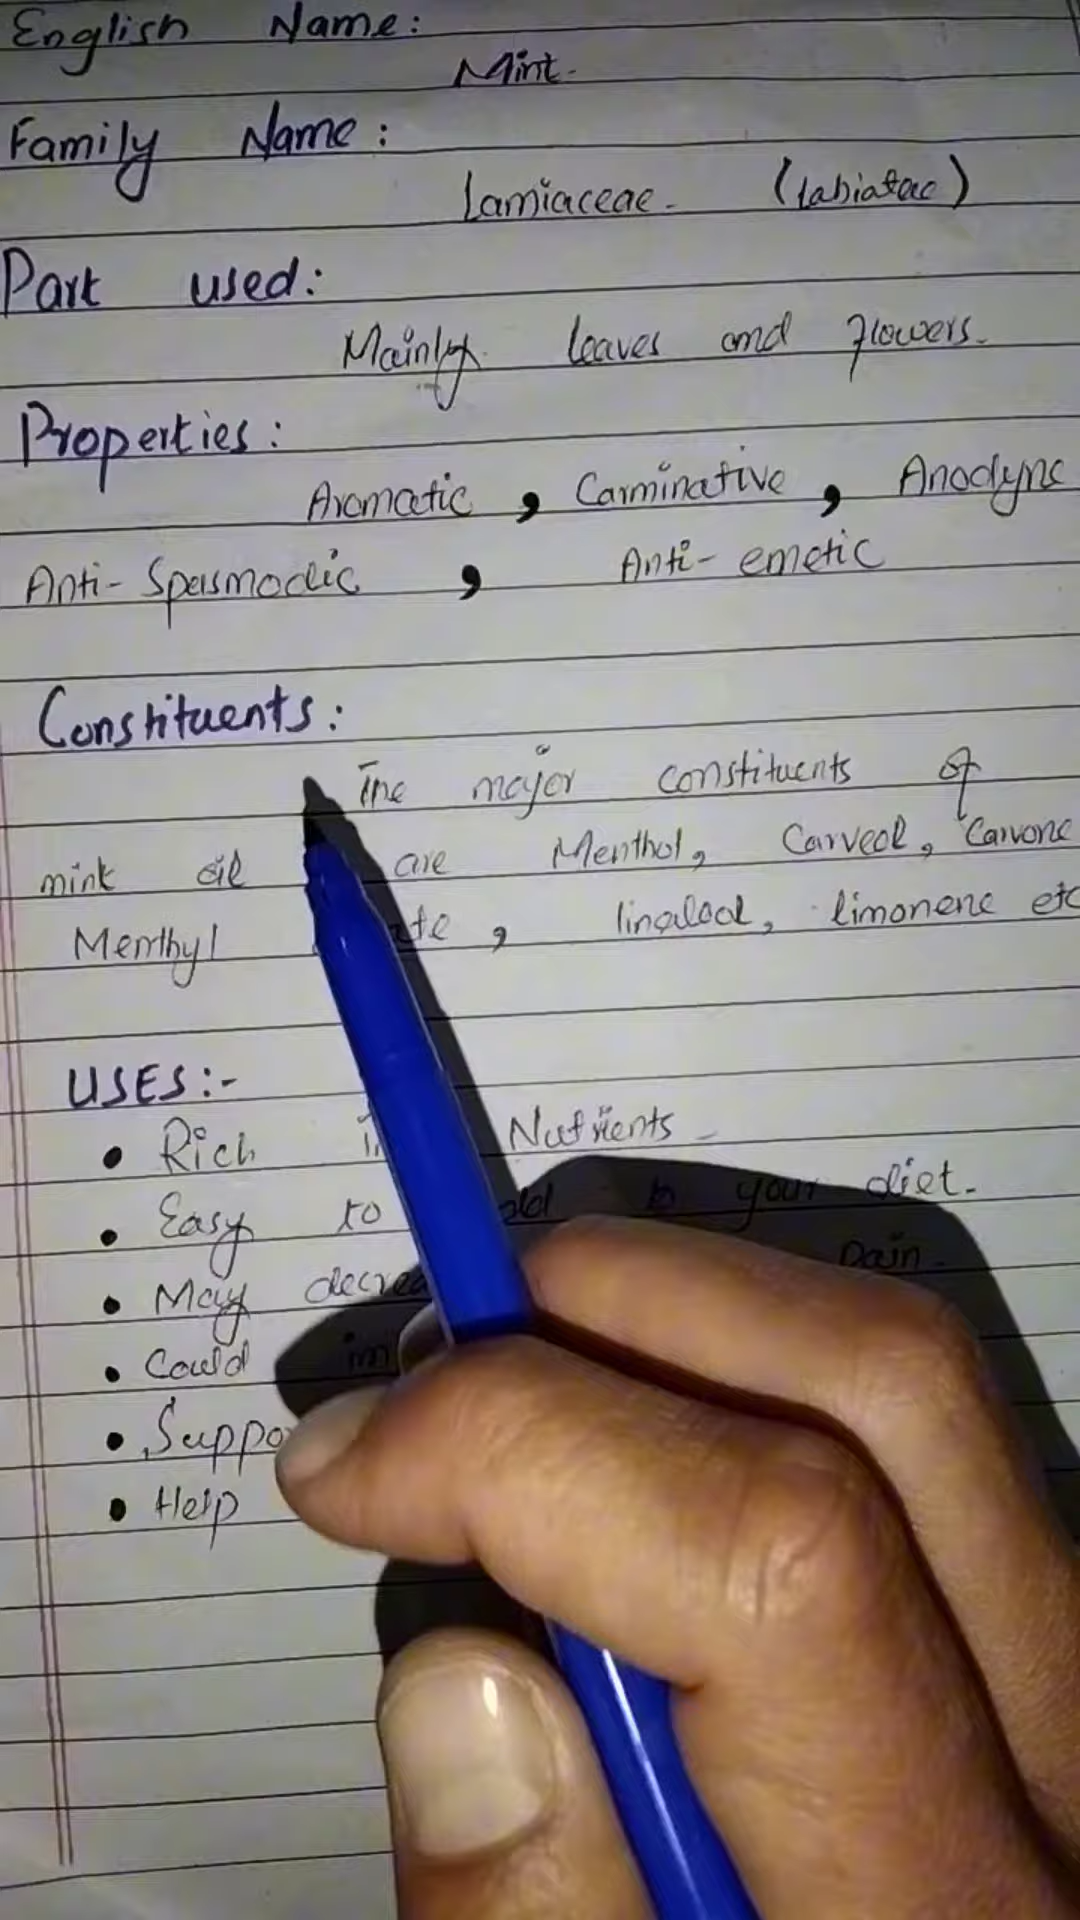 English Name:
Mint.
Family Name:
Lamiaceae. (labiatae)
Part used:
Mainly leaves and flowers.
Properties:
Aromatic, Carminative, Anodyne
Anti-Spasmodic, Anti-emetic
Constituents:
The major constituents of
mint oil are Menthol, Carveol, Carvone
Menthyl , linalool, limonene etc
USES:-
• Rich Nutrients
• Easy to your diet.
• May pain.
• Could
•
• Help